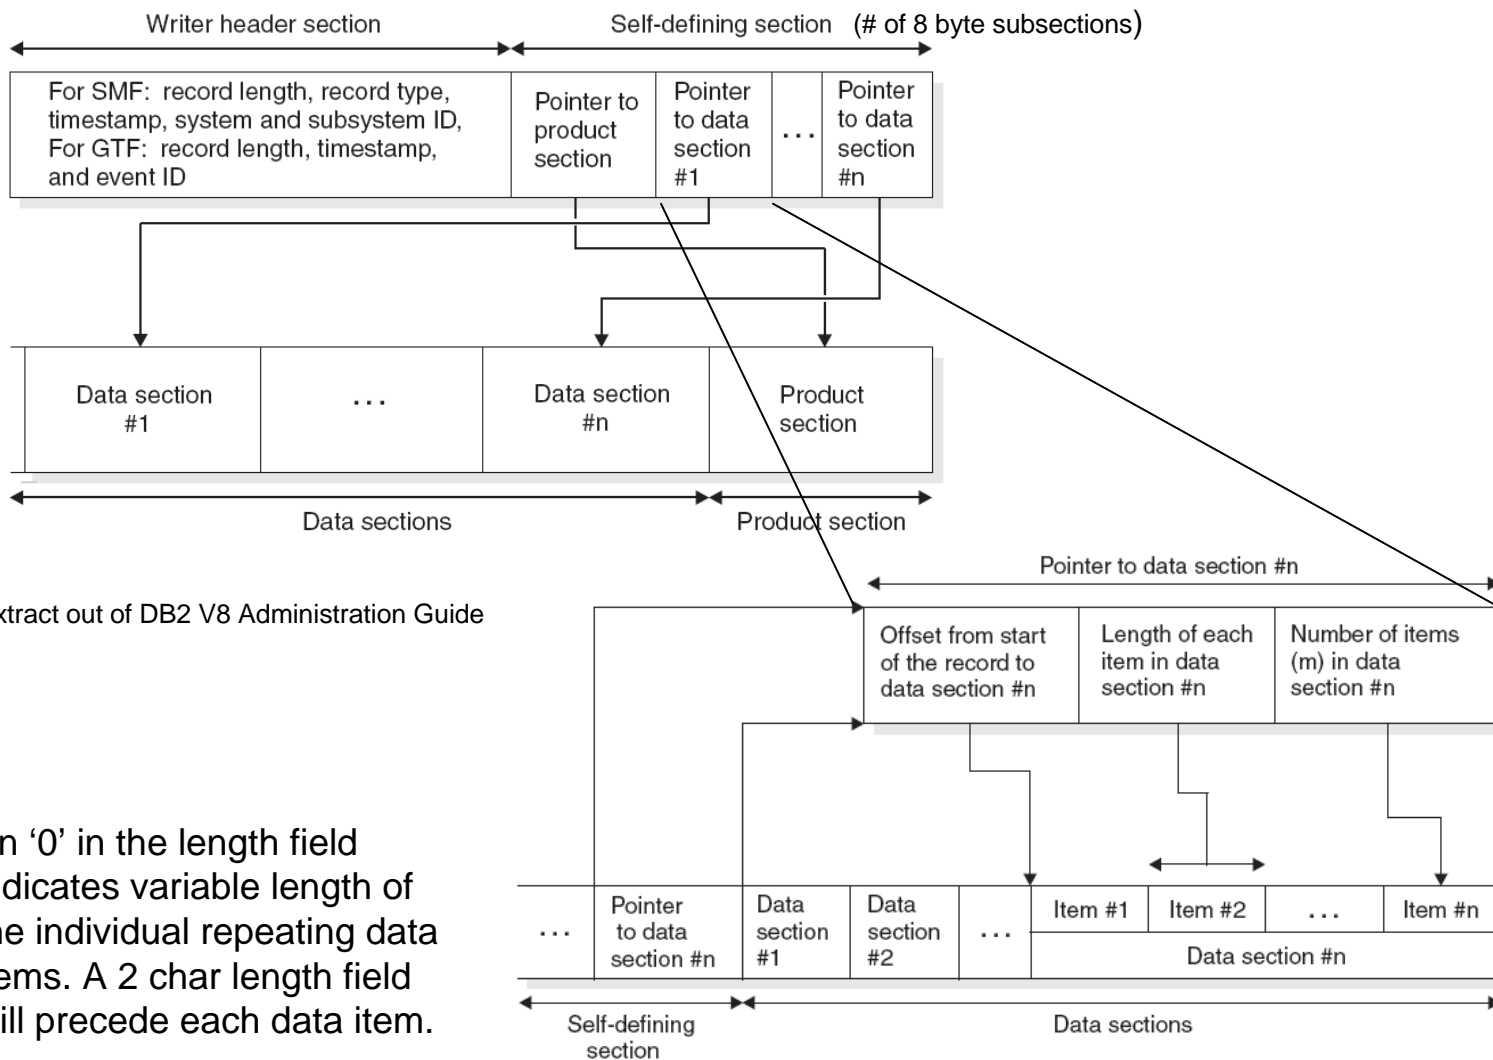 Writer header section
Self-defining section (# of 8 byte subsections)
For SMF: record length, record type,
timestamp, system and subsystem ID,
For GTF: record length, timestamp,
and event ID
Pointer to
product
section
Pointer
to data
section
#1
...
Pointer
to data
section
#n
Data section
#1
...
Data section
#n
Product
section
Data sections
Product section
Pointer to data section #n
xtract out of DB2 V8 Administration Guide
Offset from start
of the record to
data section #n
Length of each
item in data
section #n
Number of items
(m) in data
section #n
n ‘0’ in the length field
dicates variable length of
ne individual repeating data
ems. A 2 char length field
ill precede each data item.
...
Pointer
to data
section #n
Data
section
#1
Data
section
#2
...
Item #1
Item #2
...
Item #n
Data section #n
Self-defining
section
Data sections